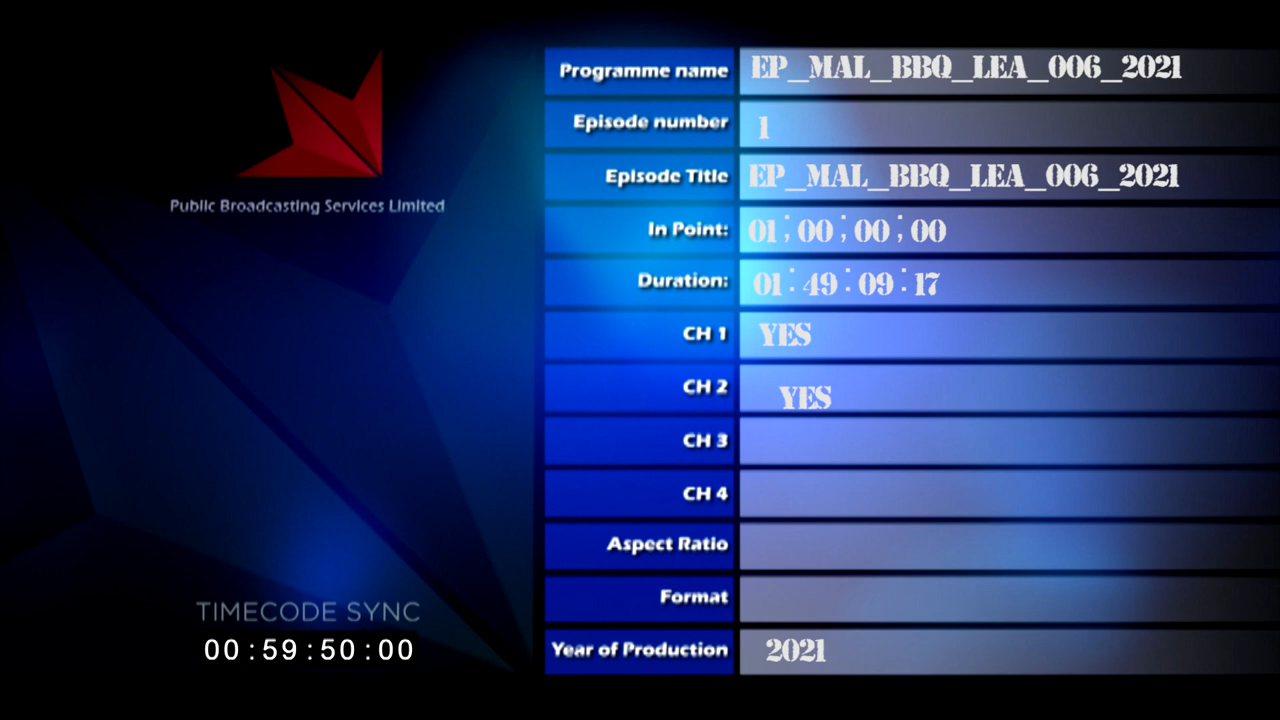 Public Broadcasting Services Limited
TIMECODE SYNC
00:59:50:00
Programme name EP_MAL_BBQ_LEA_006_2021
Episode number 1
Episode Title EP_MAL_BBQ_LEA_006_2021
In Point: 01;00;00;00
Duration: 01:49:09:17
CH 1 YES
CH 2 YES
CH 3
CH 4
Aspect Ratio
Format
Year of Production 2021